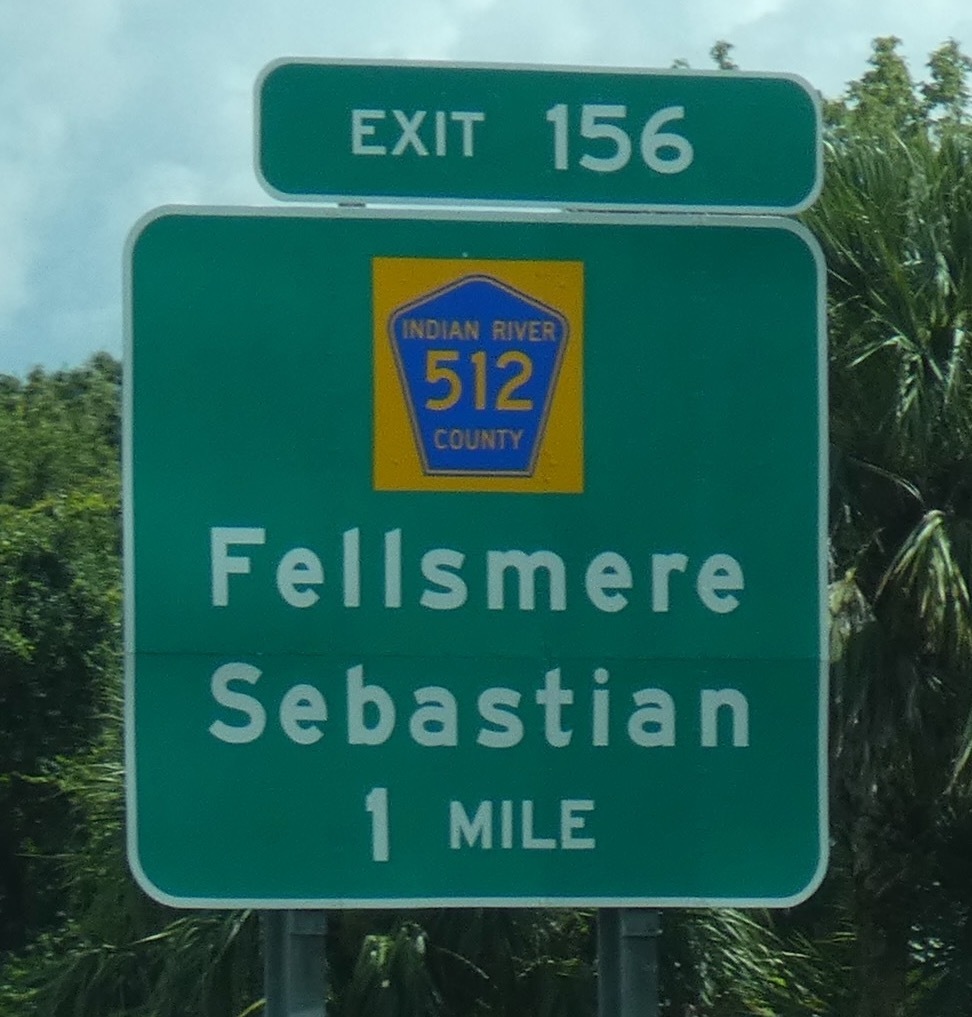 EXIT 156
INDIAN RIVER
512
COUNTY
Fellsmere
Sebastian
1 MILE